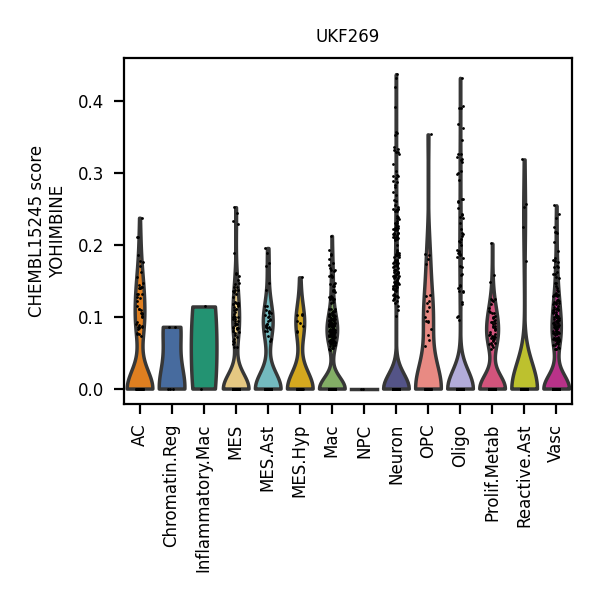 UKF269
CHEMBL15245 score
YOHIMBINE
0.4
0.3
0.2
0.1
0.0
AC
Chromatin.Reg
Inflammatory.Mac
MES
MES.Ast
MES.Hyp
Mac
NPC
Neuron
OPC
Oligo
Prolif.Metab
Reactive.Ast
Vasc